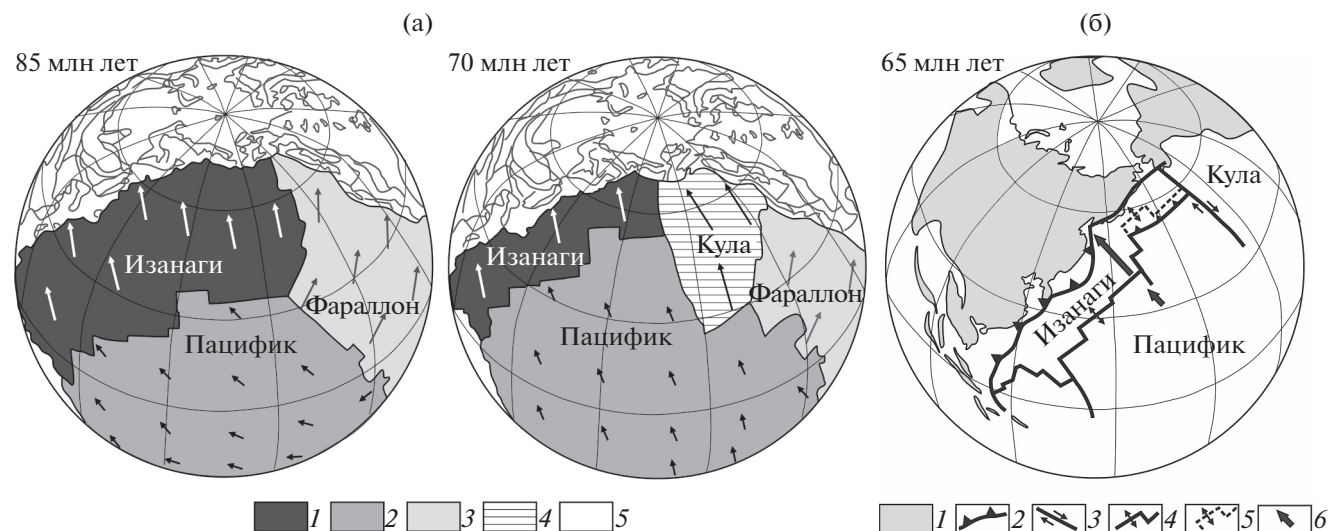 (а)
(б)
85 млн лет
70 млн лет
65 млн лет
Изанаги
Фараллон
Пацифик
Изанаги
Кула
Фараллон
Пацифик
Кула
Изанаги
Пацифик
1 2 3 4 5
1 2 3 4 5 6